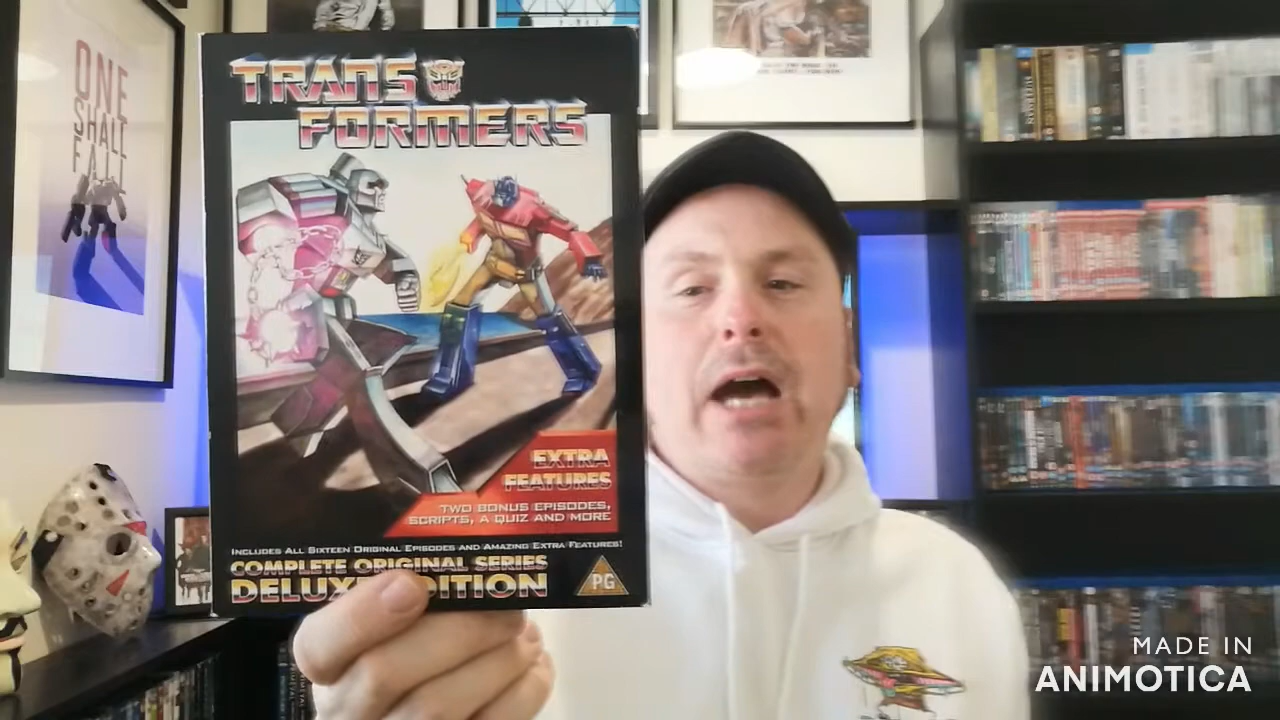 ONE
SHALL
FALL
TRANS
FORMERS
EXTRA
FEATURES
TWO BONUS EPISODES,
SCRIPTS, A QUIZ AND MORE
INCLUDES ALL SIXTEEN ORIGINAL EPISODES AND AMAZING EXTRA FEATURES!
COMPLETE ORIGINAL SERIES
PG
MADE IN
ANIMOTICA